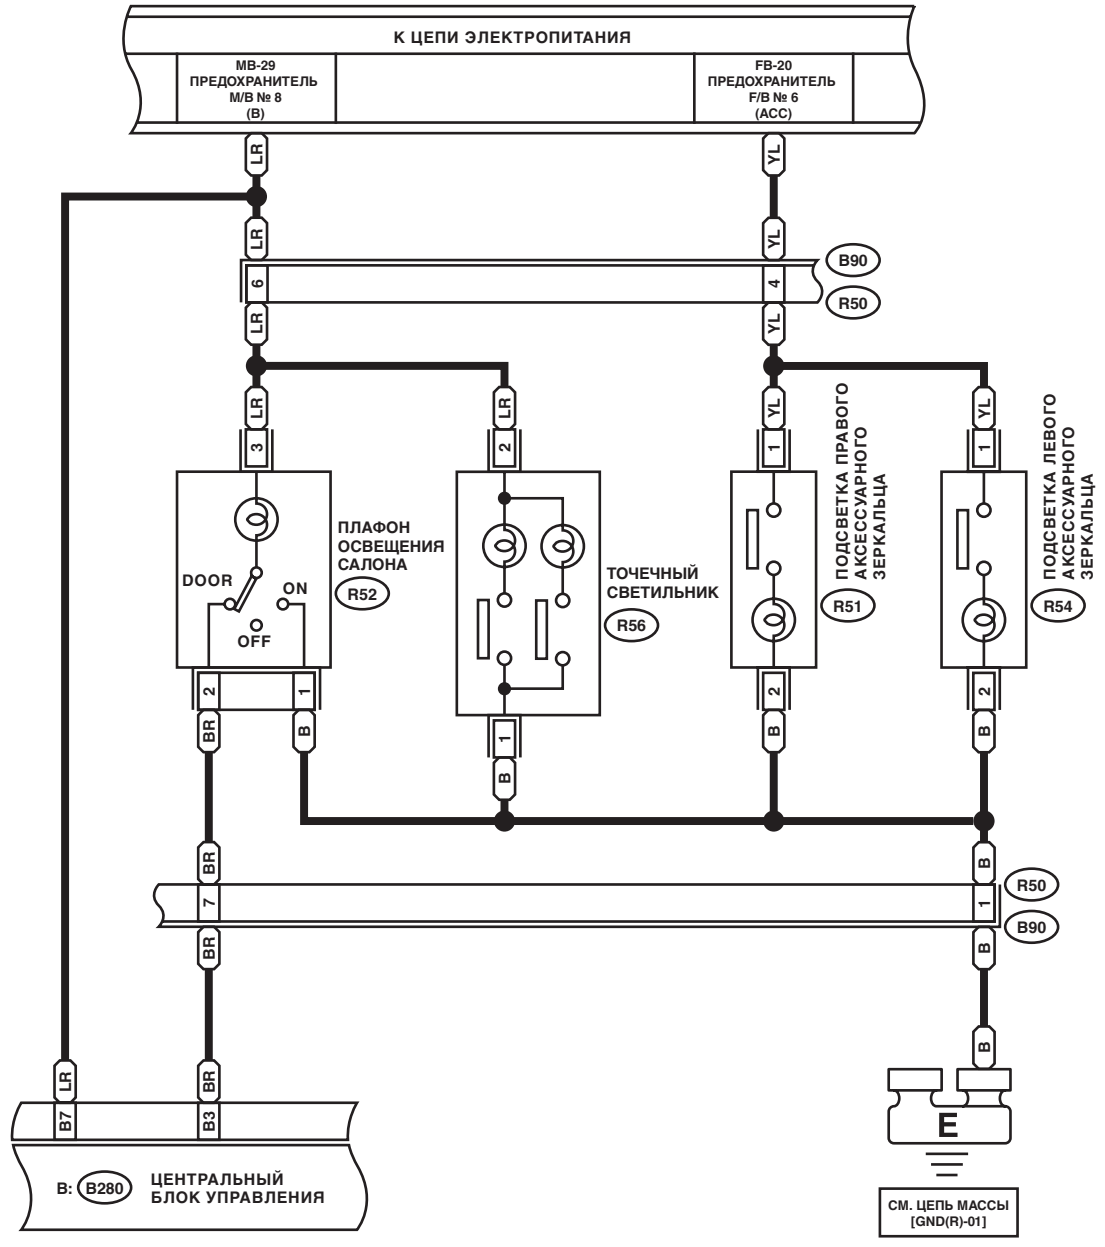 К ЦЕПИ ЭЛЕКТРОПИТАНИЯ
MB-29
ПРЕДОХРАНИТЕЛЬ
M/B № 8
(B)
FB-20
ПРЕДОХРАНИТЕЛЬ
F/B № 6
(ACC)
LR
YL
LR
YL
B90
6
4
R50
LR
YL
LR
LR
YL
YL
3
2
1
1
ПЛАФОН
ОСВЕЩЕНИЯ
САЛОНА
R52
DOOR
ON
OFF
ТОЧЕЧНЫЙ
СВЕТИЛЬНИК
R56
ПОДСВЕТКА ПРАВОГО
АКСЕССУАРНОГО
ЗЕРКАЛЬЦА
R51
ПОДСВЕТКА ЛЕВОГО
АКСЕССУАРНОГО
ЗЕРКАЛЬЦА
R54
2
1
2
2
BR
B
1
B
B
B
BR
B
R50
7
1
B90
BR
B
LR
BR
B
B7
B3
E
B:
B280
ЦЕНТРАЛЬНЫЙ
БЛОК УПРАВЛЕНИЯ
СМ. ЦЕПЬ МАССЫ
[GND(R)-01]